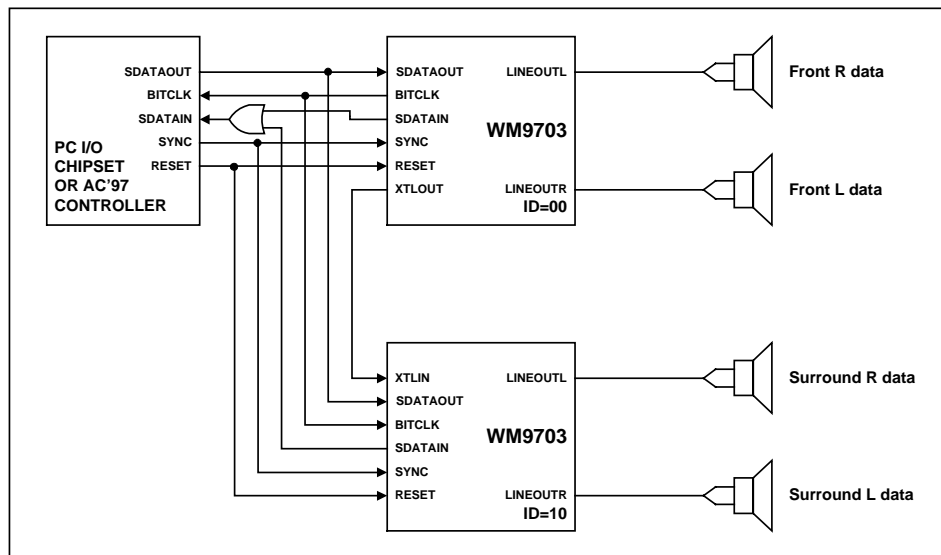 SDATAOUT
BITCLK
SDATAIN
SYNC
RESET
PC I/O
CHIPSET
OR AC'97
CONTROLLER
SDATAOUT
BITCLK
SDATAIN
SYNC
RESET
XTLOUT
LINEOUTL
WM9703
LINEOUTR
ID=00
Front R data
Front L data
XTLIN
SDATAOUT
BITCLK
SDATAIN
SYNC
RESET
LINEOUTL
WM9703
LINEOUTR
ID=10
Surround R data
Surround L data